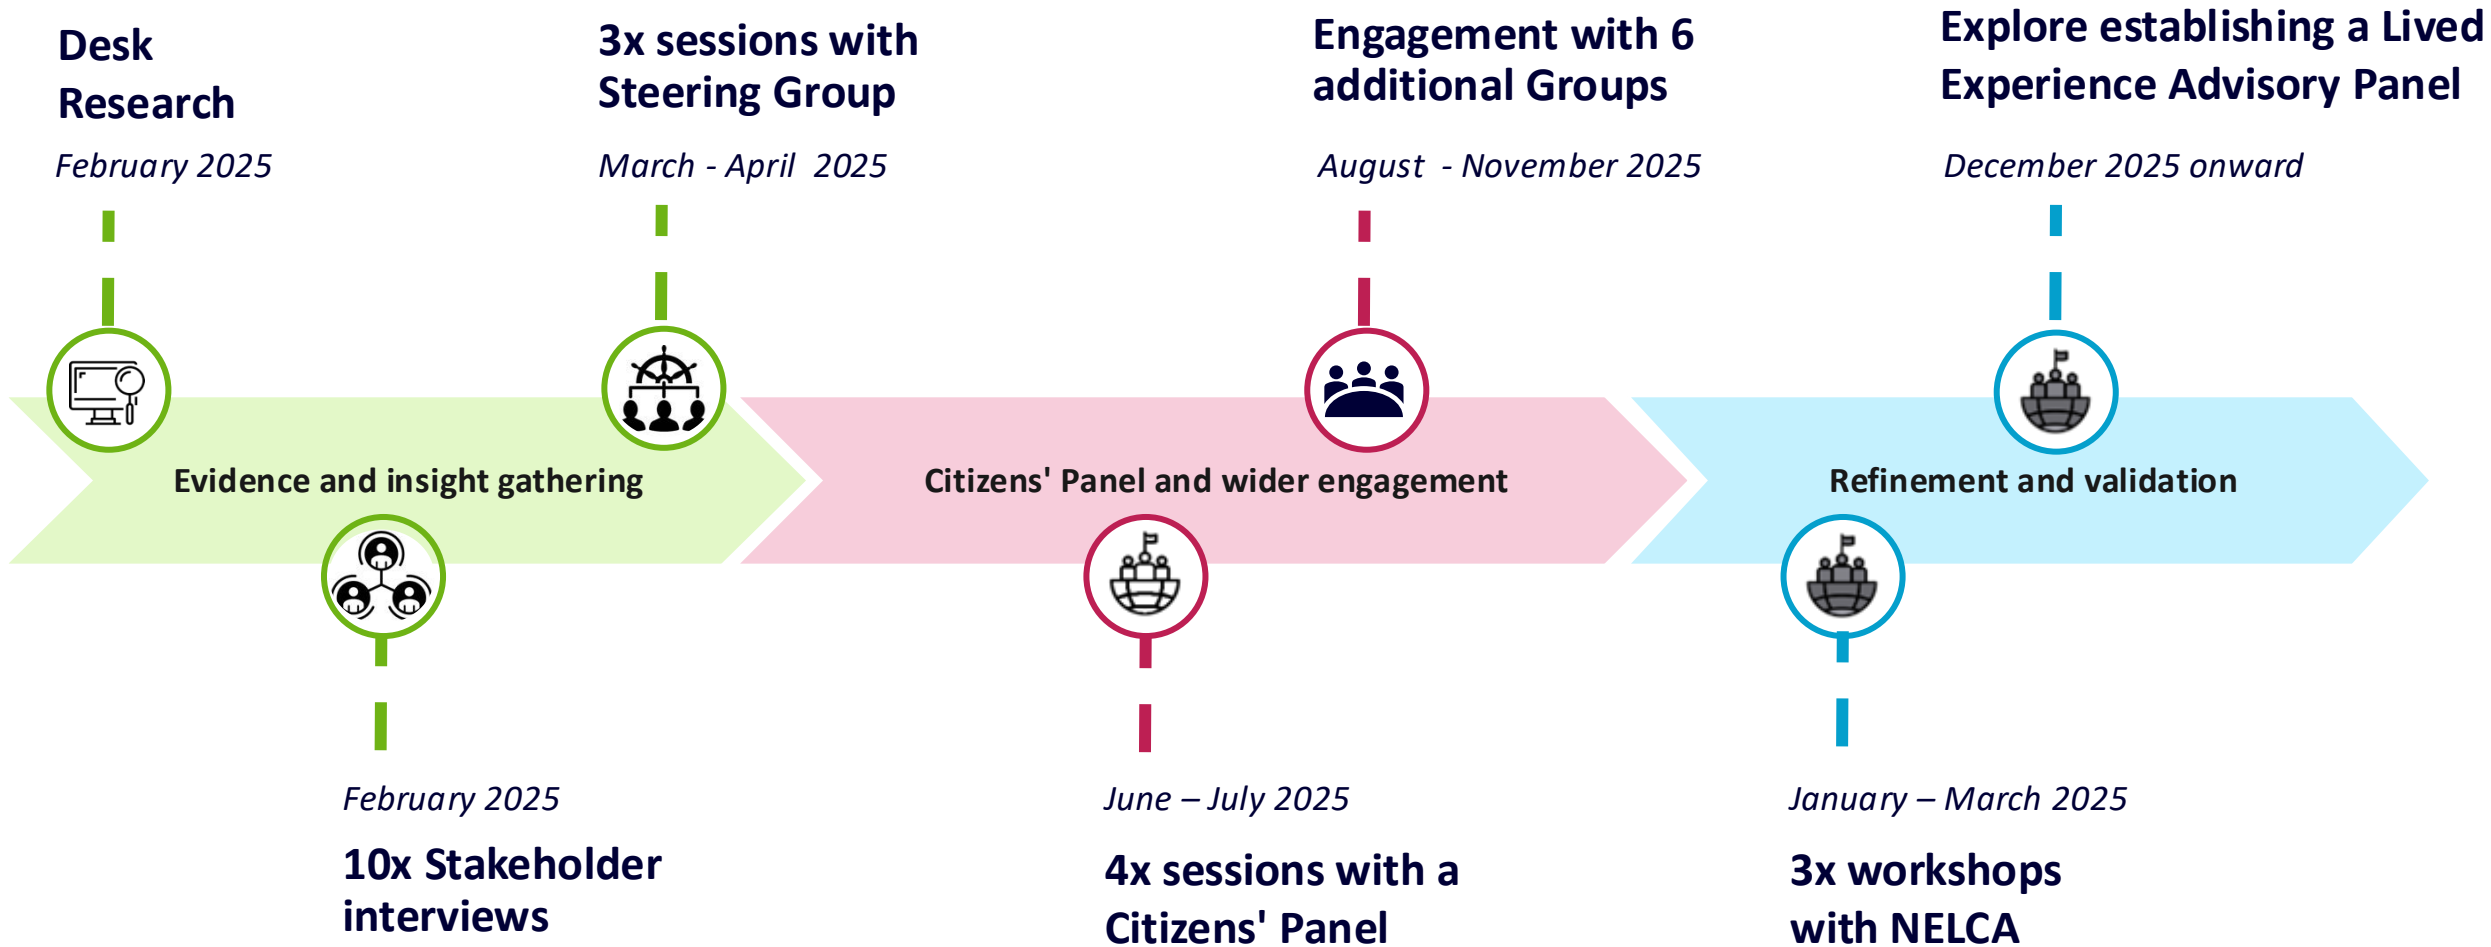 Desk
Research
February 2025
3x sessions with
Steering Group
March - April 2025
Engagement with 6
additional Groups
August - November 2025
Explore establishing a Lived
Experience Advisory Panel
December 2025 onward
Evidence and insight gathering
Citizens' Panel and wider engagement
Refinement and validation
February 2025
10x Stakeholder
interviews
June – July 2025
4x sessions with a
Citizens' Panel
January – March 2025
3x workshops
with NELCA